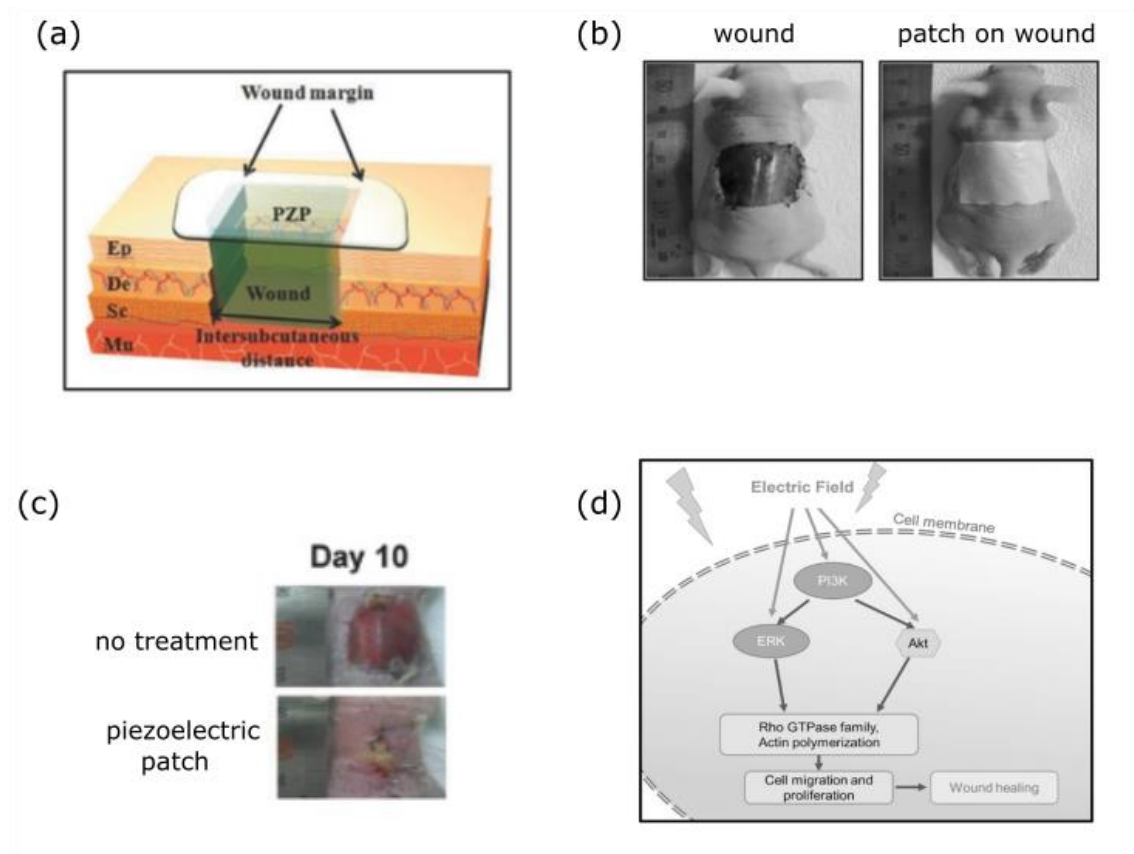 (a)
Wound margin
PZP
Ep
De
Wound
Sc
Intersubcutaneous
Mu
distance
(b)
wound
patch on wound
(c)
Day 10
no treatment
piezoelectric
patch
(d)
Electric Field
Cell membrane
PI3K
ERK
Akt
Rho GTPase family,
Actin polymerization
Cell migration and
proliferation
Wound healing